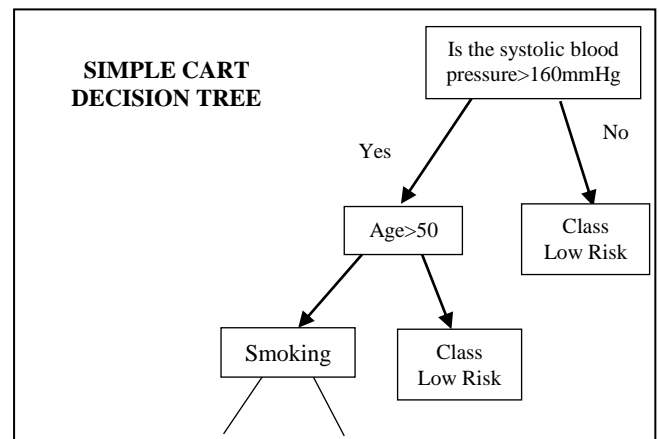 SIMPLE CART
DECISION TREE
Is the systolic blood
pressure>160mmHg
Yes
No
Age>50
Class
Low Risk
Smoking
Class
Low Risk